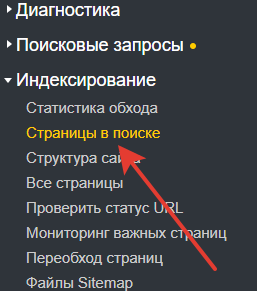 Диагностика
Поисковые запросы
Индексирование
Статистика обхода
Страницы в поиске
Структура сайта
Все страницы
Проверить статус URL
Мониторинг важных страниц
Переобход страниц
Файлы Sitemap